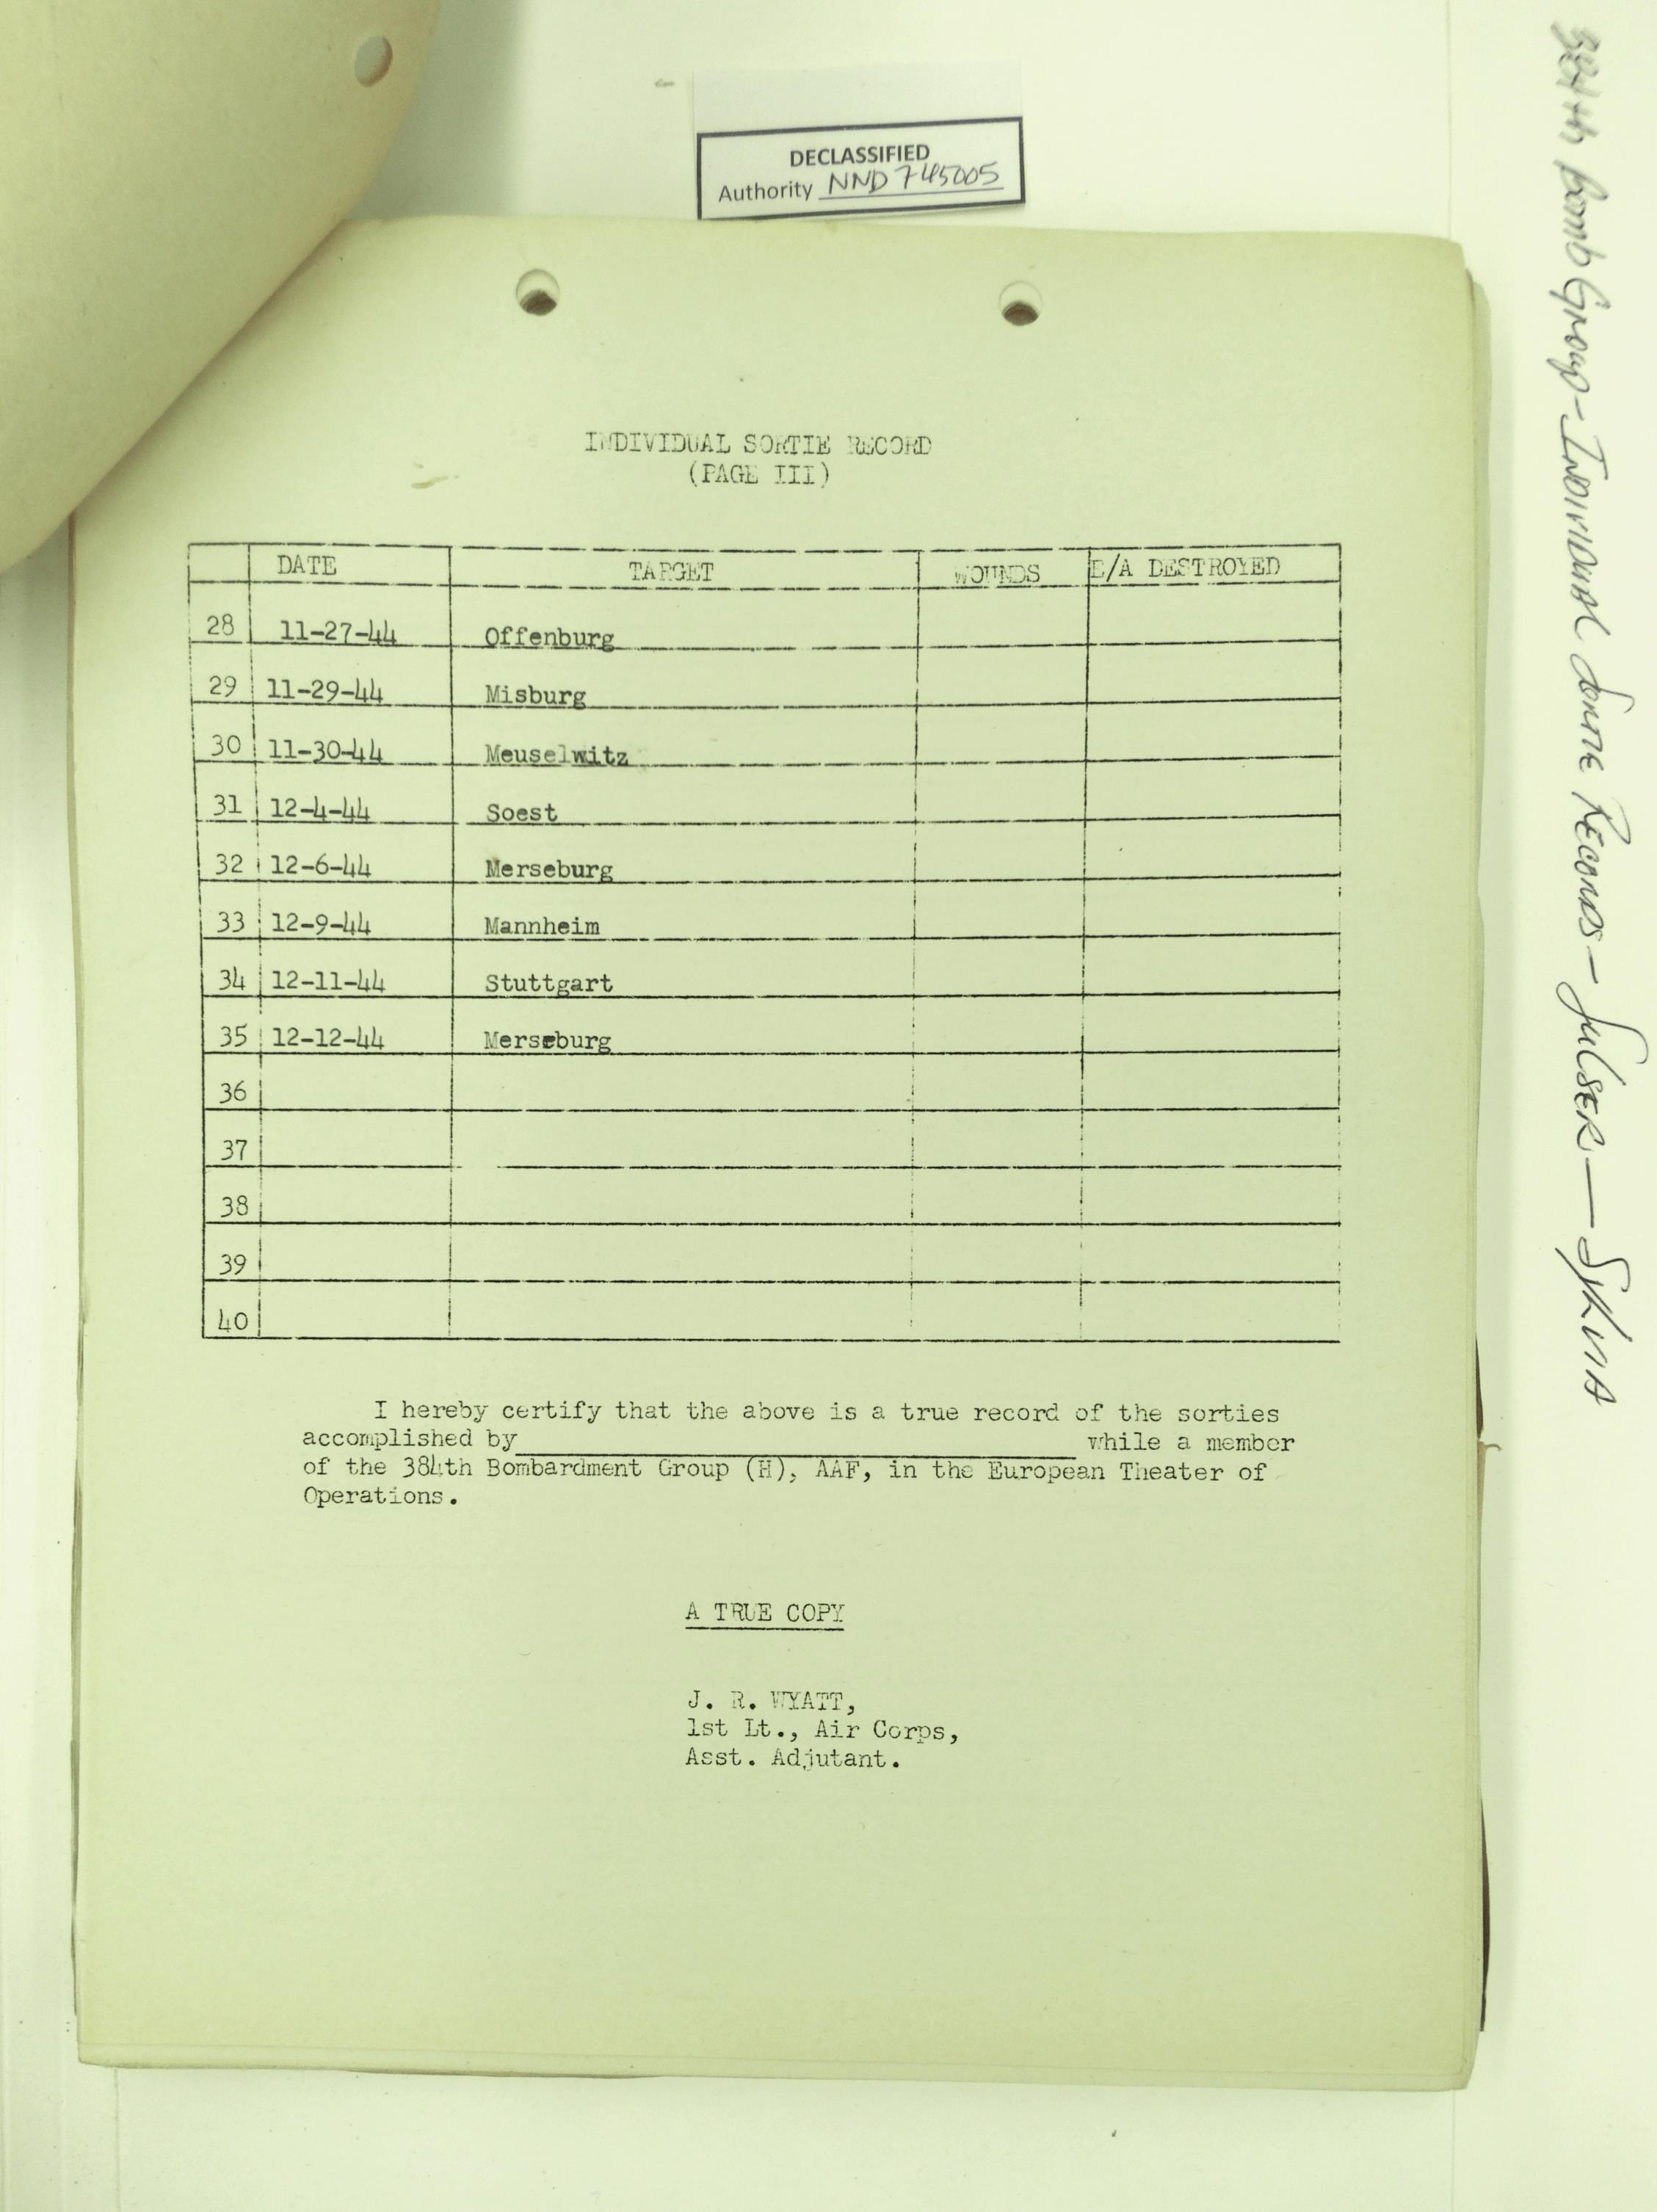 DECLASSIFIED
Authority NND 745005
INDIVIDUAL SORTIE RECORD
(PAGE III)
DATE TARGET WOUNDS E/A DESTROYED
28 11-27-44 Offenburg
29 11-29-44 Misburg
30 11-30-44 Meuselwitz
31 12-4-44 Soest
32 12-6-44 Merseburg
33 12-9-44 Mannheim
34 12-11-44 Stuttgart
35 12-12-44 Merseburg
36
37
38
39
40
I hereby certify that the above is a true record of the sorties
accomplished by while a member
of the 384th Bombardment Group (H), AAF, in the European Theater of
Operations.
A TRUE COPY
J. R. WYATT,
1st Lt., Air Corps,
Asst. Adjutant.
384th Bomb Group - Individual Sortie Records - Sulser — Sylvia